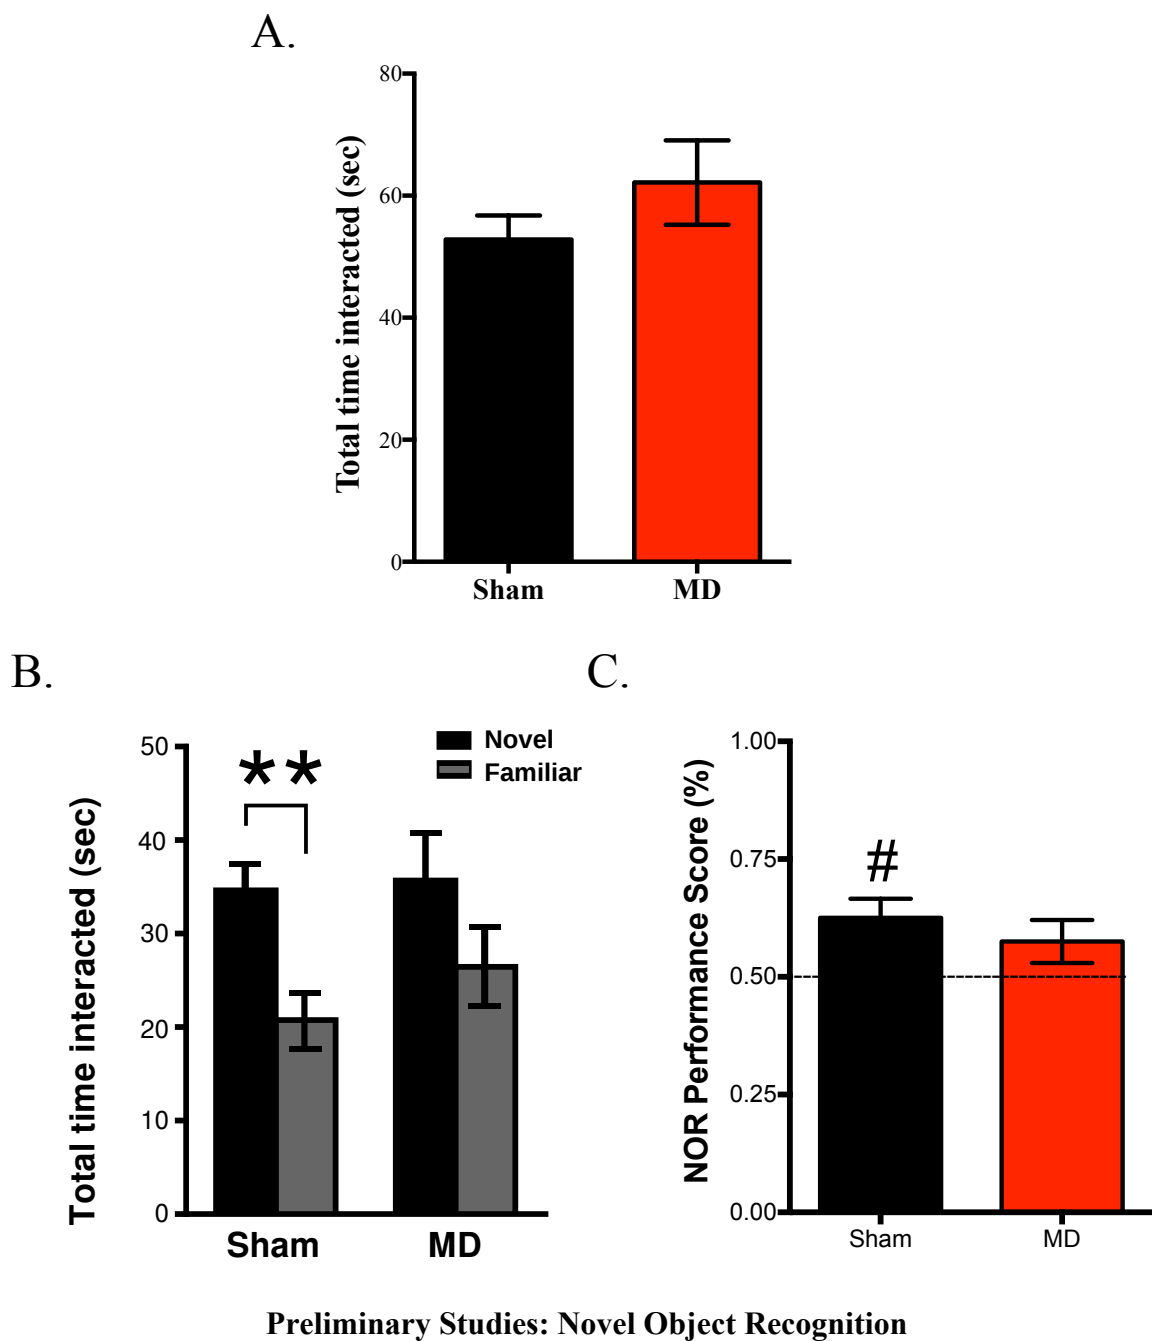 A.
Total time interacted (sec)
80
60
40
20
0
Sham MD
B.
Total time interacted (sec)
50
40
30
20
10
0
**
Novel
Familiar
Sham MD
C.
NOR Performance Score (%)
1.00
0.75
0.50
0.25
0.00
#
Sham MD
Preliminary Studies: Novel Object Recognition